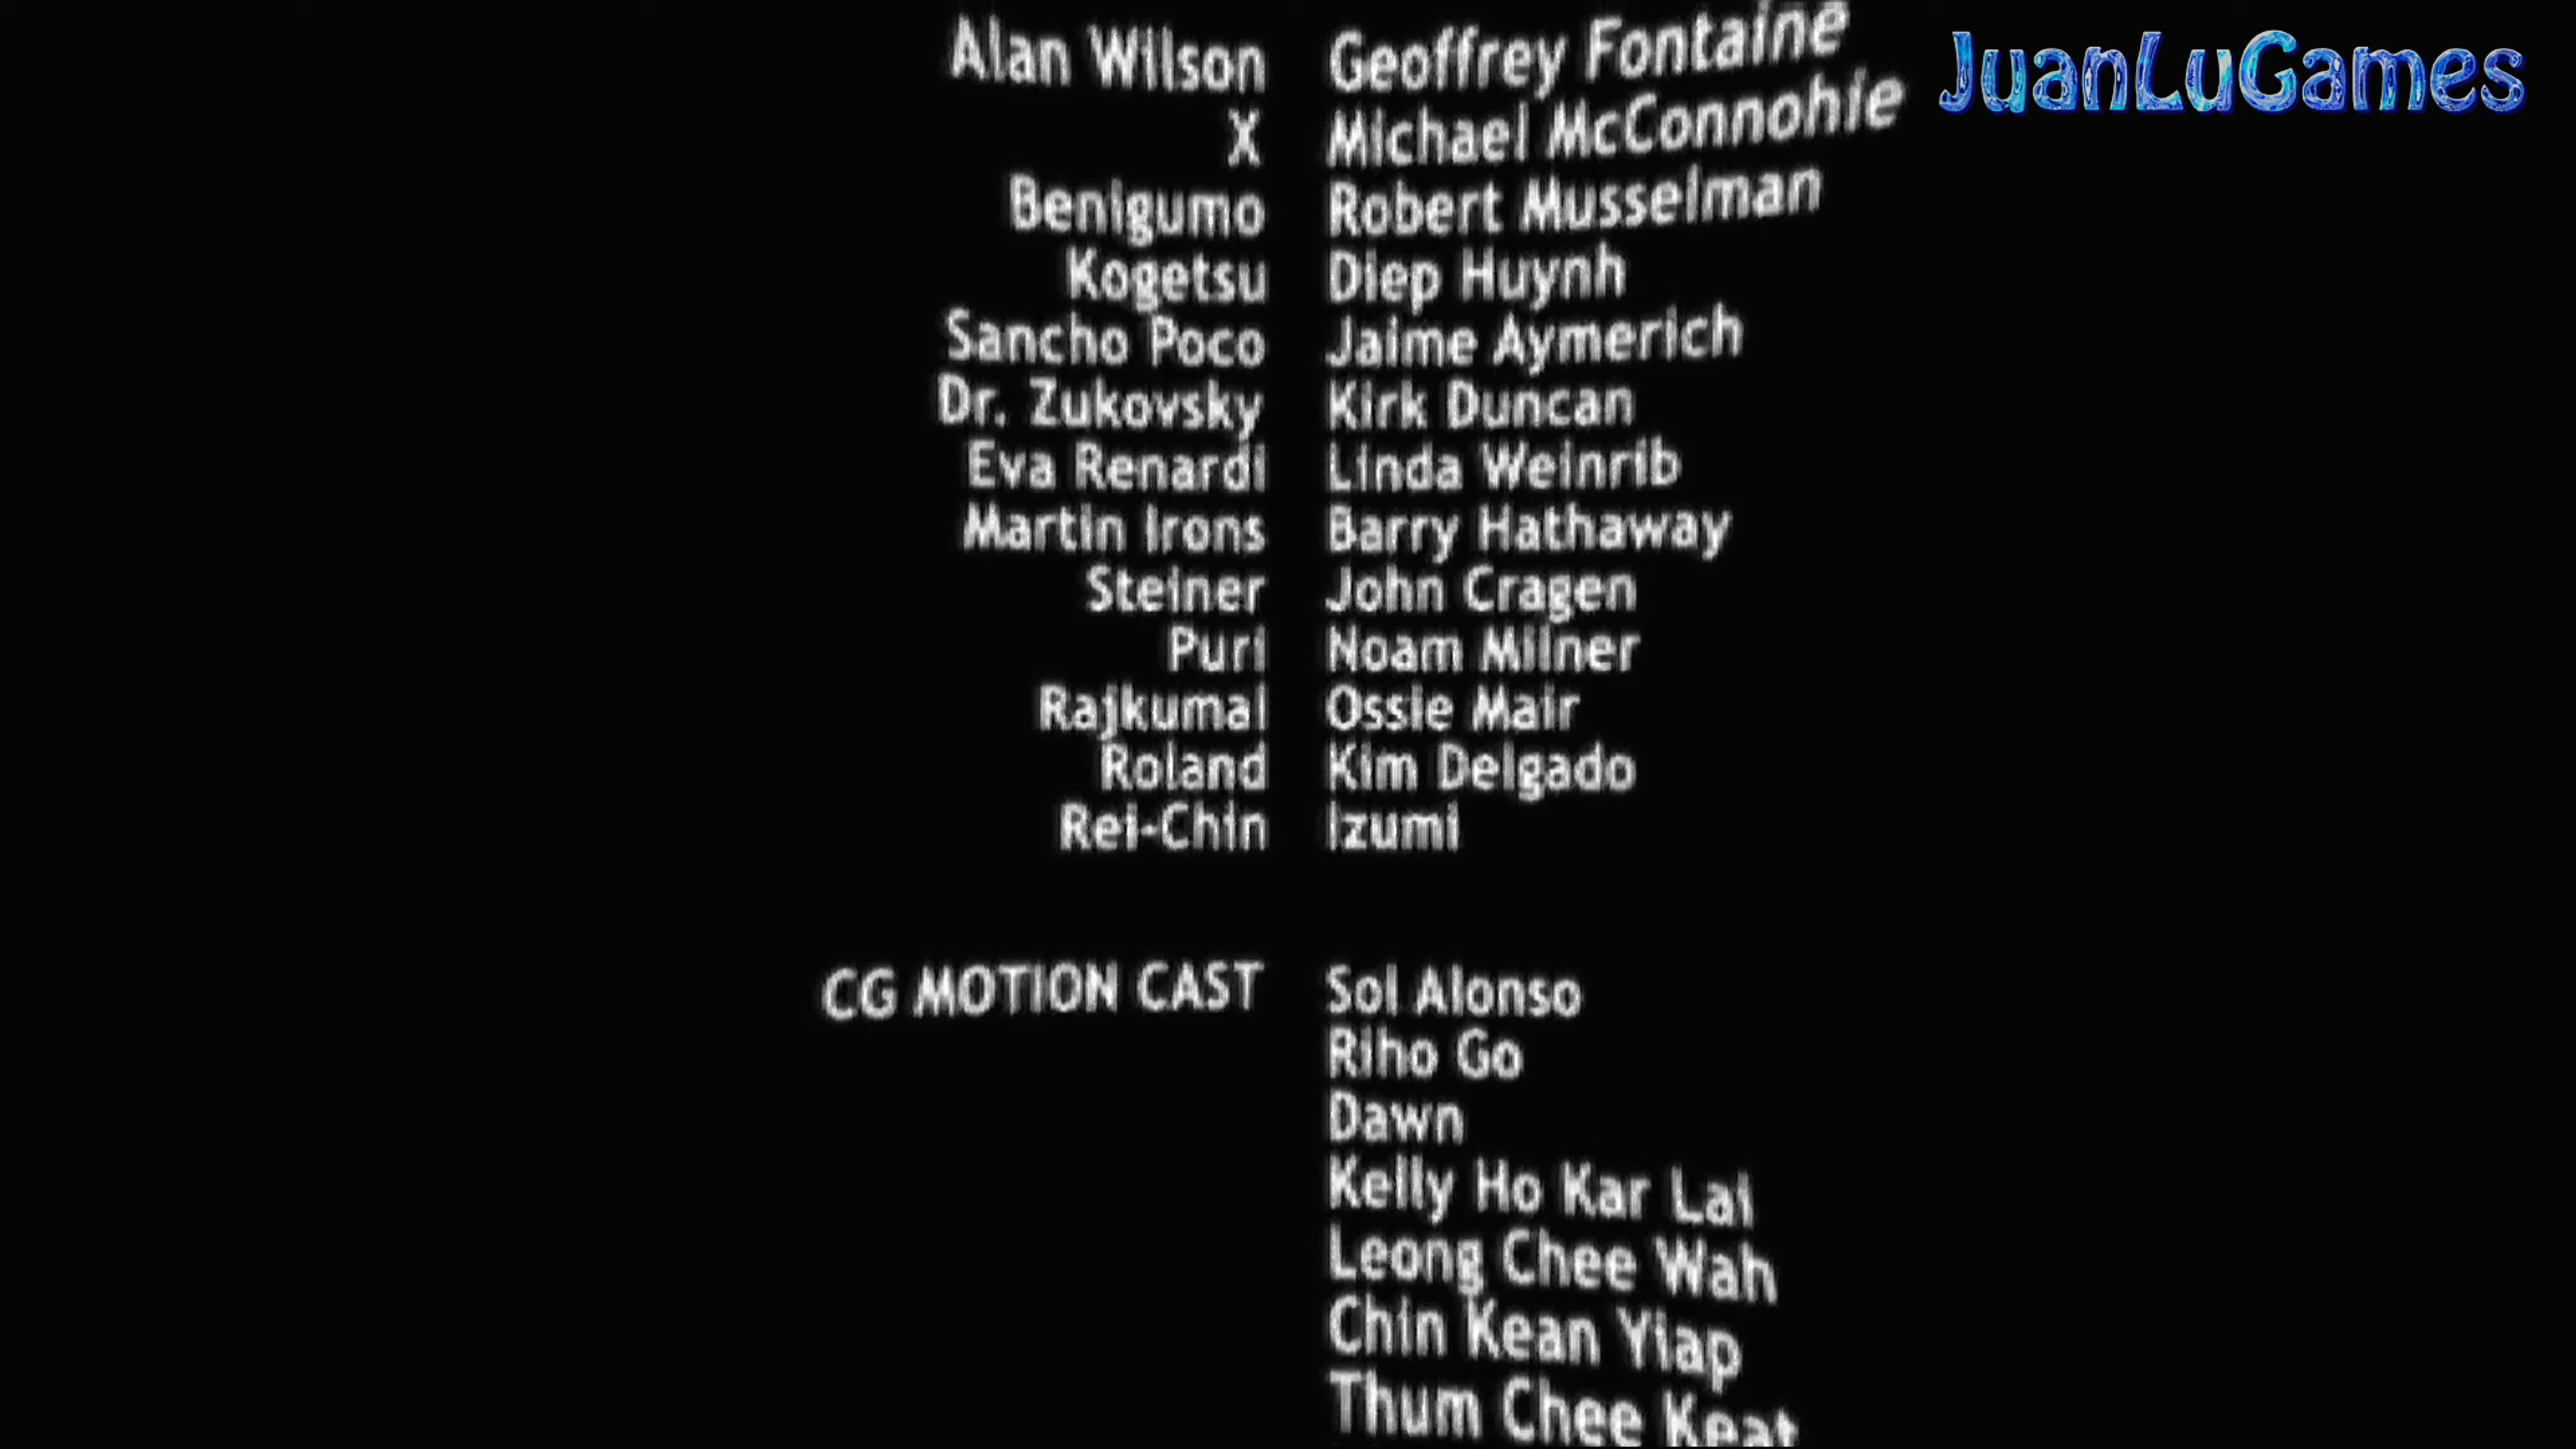 Alan Wilson Geoffrey Fontaine
JuanLuGames
X Michael McConnohie
Benigumo Robert Musselman
Kogetsu Diep Huynh
Sancho Poco Jaime Aymerich
Dr. Zukovsky Kirk Duncan
Eva Renardi Linda Weinrib
Martin Irons Barry Hathaway
Steiner John Cragen
Puri Noam Milner
Rajkumal Ossie Mair
Roland Kim Delgado
Rei-Chin Izumi
CG MOTION CAST Sol Alonso
Riho Go
Dawn
Kelly Ho Kar Lai
Leong Chee Wah
Chin Kean Yiap
Thum Chee Keat